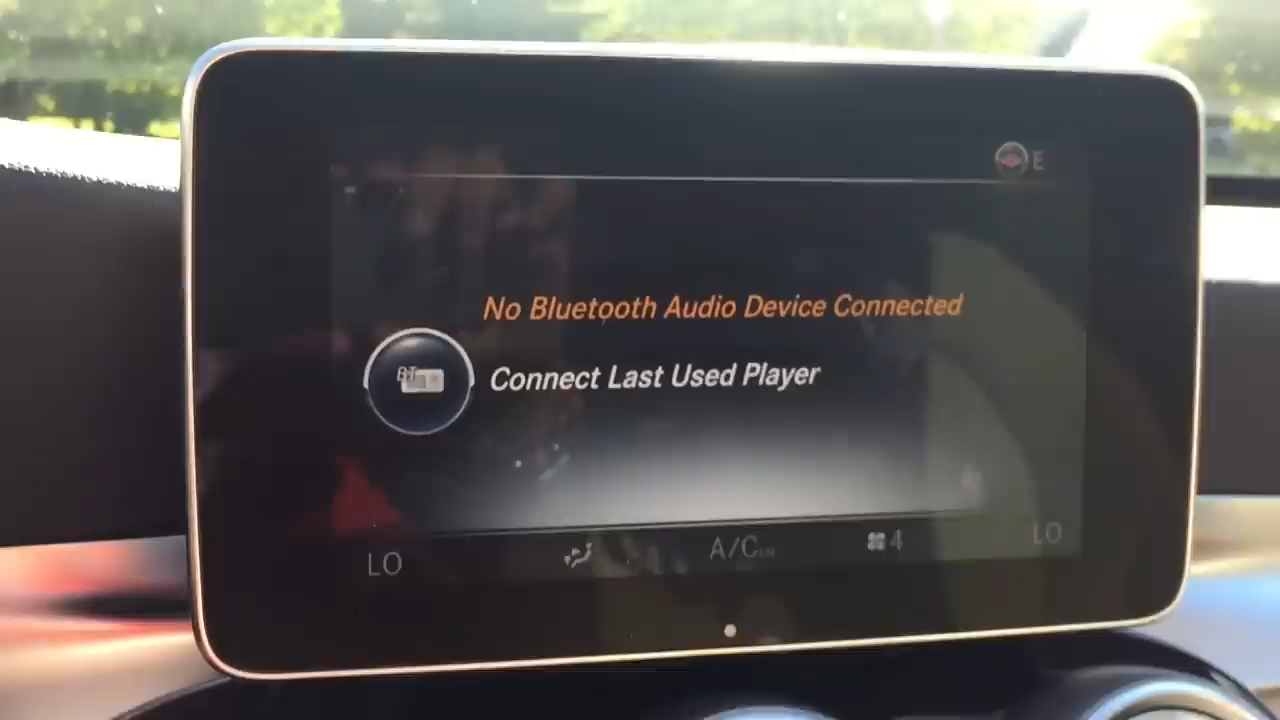 E
No Bluetooth Audio Device Connected
BT
Connect Last Used Player
LO
A/C
4
LO